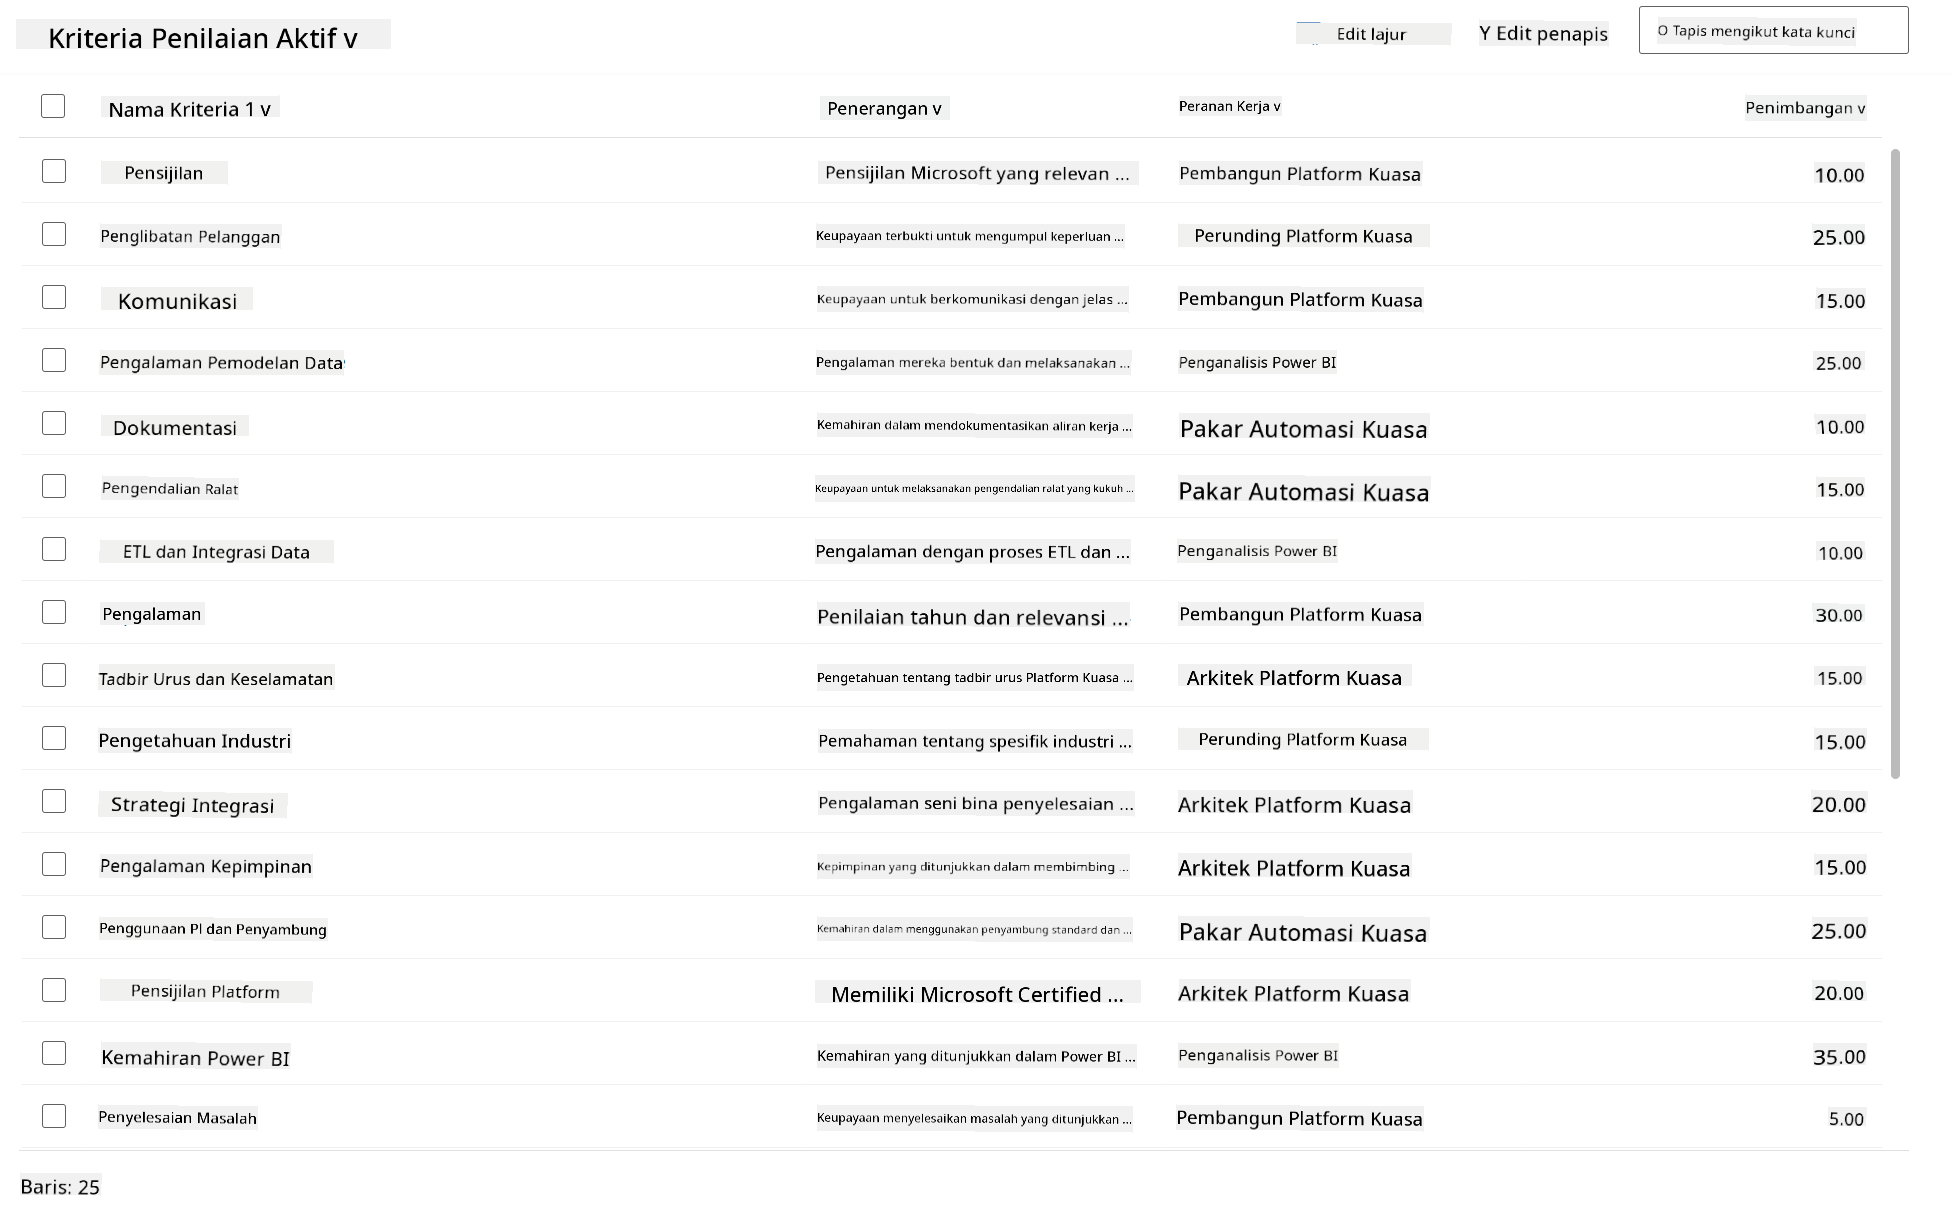 Kriteria Penilaian Aktif v
Edit lajur
Y Edit penapis
O Tapis mengikut kata kunci
Nama Kriteria 1 v Penerangan v Peranan Kerja v Penimbangan v
Pensijilan Pensijilan Microsoft yang relevan ... Pembangun Platform Kuasa 10.00
Penglibatan Pelanggan Keupayaan terbukti untuk mengumpul keperluan ... Perunding Platform Kuasa 25.00
Komunikasi Keupayaan untuk berkomunikasi dengan jelas ... Pembangun Platform Kuasa 15.00
Pengalaman Pemodelan Data Pengalaman mereka bentuk dan melaksanakan ... Penganalisis Power BI 25.00
Dokumentasi Kemahiran dalam mendokumentasikan aliran kerja ... Pakar Automasi Kuasa 10.00
Pengendalian Ralat Keupayaan untuk melaksanakan pengendalian ralat yang kukuh ... Pakar Automasi Kuasa 15.00
ETL dan Integrasi Data Pengalaman dengan proses ETL dan ... Penganalisis Power BI 10.00
Pengalaman Penilaian tahun dan relevansi ... Pembangun Platform Kuasa 30.00
Tadbir Urus dan Keselamatan Pengetahuan tentang tadbir urus Platform Kuasa ... Arkitek Platform Kuasa 15.00
Pengetahuan Industri Pemahaman tentang spesifik industri ... Perunding Platform Kuasa 15.00
Strategi Integrasi Pengalaman seni bina penyelesaian ... Arkitek Platform Kuasa 20.00
Pengalaman Kepimpinan Kepimpinan yang ditunjukkan dalam membimbing ... Arkitek Platform Kuasa 15.00
Penggunaan Pl dan Penyambung Kemahiran dalam menggunakan penyambung standard dan ... Pakar Automasi Kuasa 25.00
Pensijilan Platform Memiliki Microsoft Certified ... Arkitek Platform Kuasa 20.00
Kemahiran Power BI Kemahiran yang ditunjukkan dalam Power BI ... Penganalisis Power BI 35.00
Penyelesaian Masalah Keupayaan menyelesaikan masalah yang ditunjukkan ... Pembangun Platform Kuasa 5.00
Baris: 25